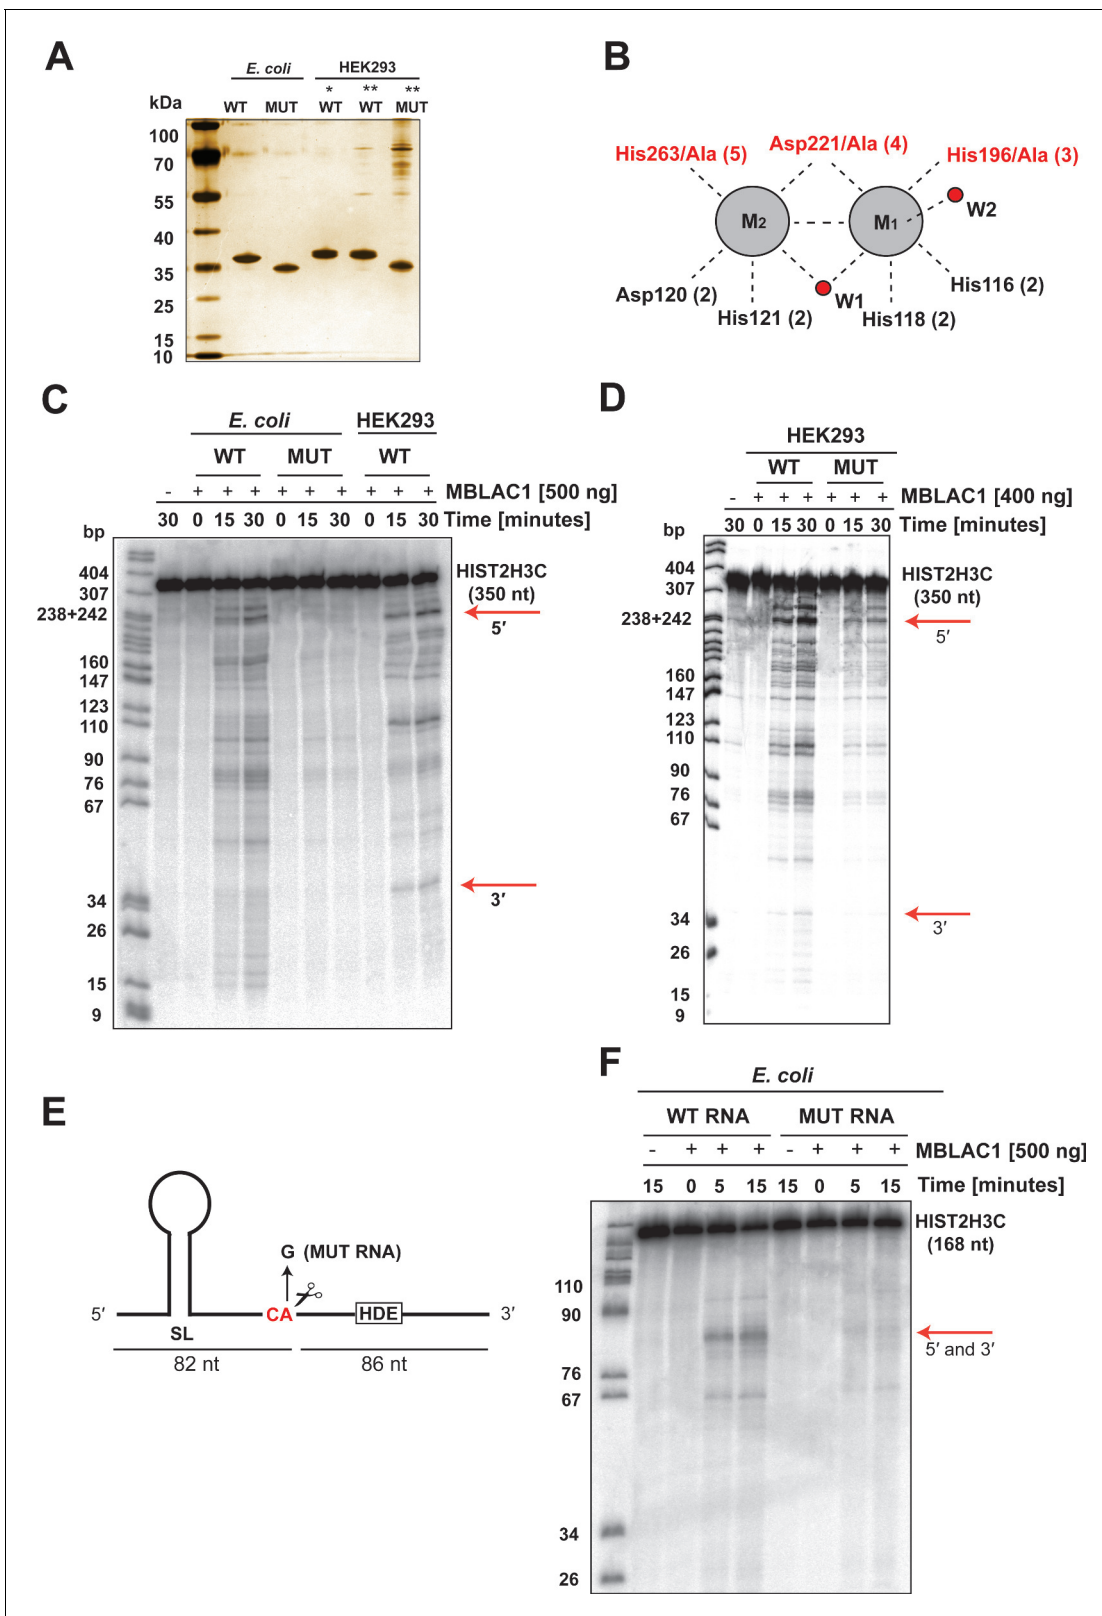 A
E. coli
HEK293
* ** **
kDa
WT MUT WT WT MUT
100
70
55
40
35
25
15
10
B
His263/Ala (5)
Asp221/Ala (4)
His196/Ala (3)
M2
M1
W2
Asp120 (2)
His121 (2)
W1
His118 (2)
His116 (2)
C
E. coli
HEK293
WT MUT WT
- + + + + + + + + + MBLAC1 [500 ng]
30 0 15 30 0 15 30 0 15 30 Time [minutes]
bp
404
307
238+242
160
147
123
110
90
76
67
34
26
15
9
HIST2H3C
(350 nt)
5′
3′
D
HEK293
WT MUT
- + + + + + + MBLAC1 [400 ng]
30 0 15 30 0 15 30 Time [minutes]
bp
404
307
238+242
160
147
123
110
90
76
67
34
26
15
9
HIST2H3C
(350 nt)
5′
3′
E
G (MUT RNA)
5′
CA
HDE
3′
SL
82 nt
86 nt
F
E. coli
WT RNA MUT RNA
- + + + - + + + MBLAC1 [500 ng]
15 0 5 15 15 0 5 15 Time [minutes]
110
90
76
67
34
26
HIST2H3C
(168 nt)
5′ and 3′